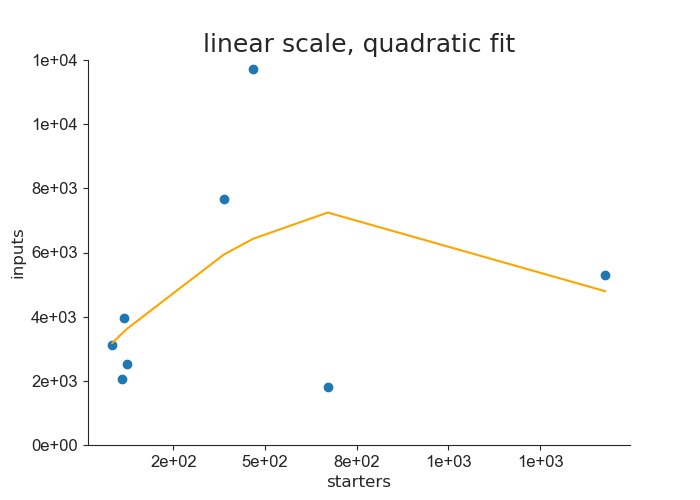 linear scale, quadratic fit
1e+04
1e+04
8e+03
6e+03
4e+03
2e+03
0e+00
inputs
2e+02 5e+02 8e+02 1e+03 1e+03
starters